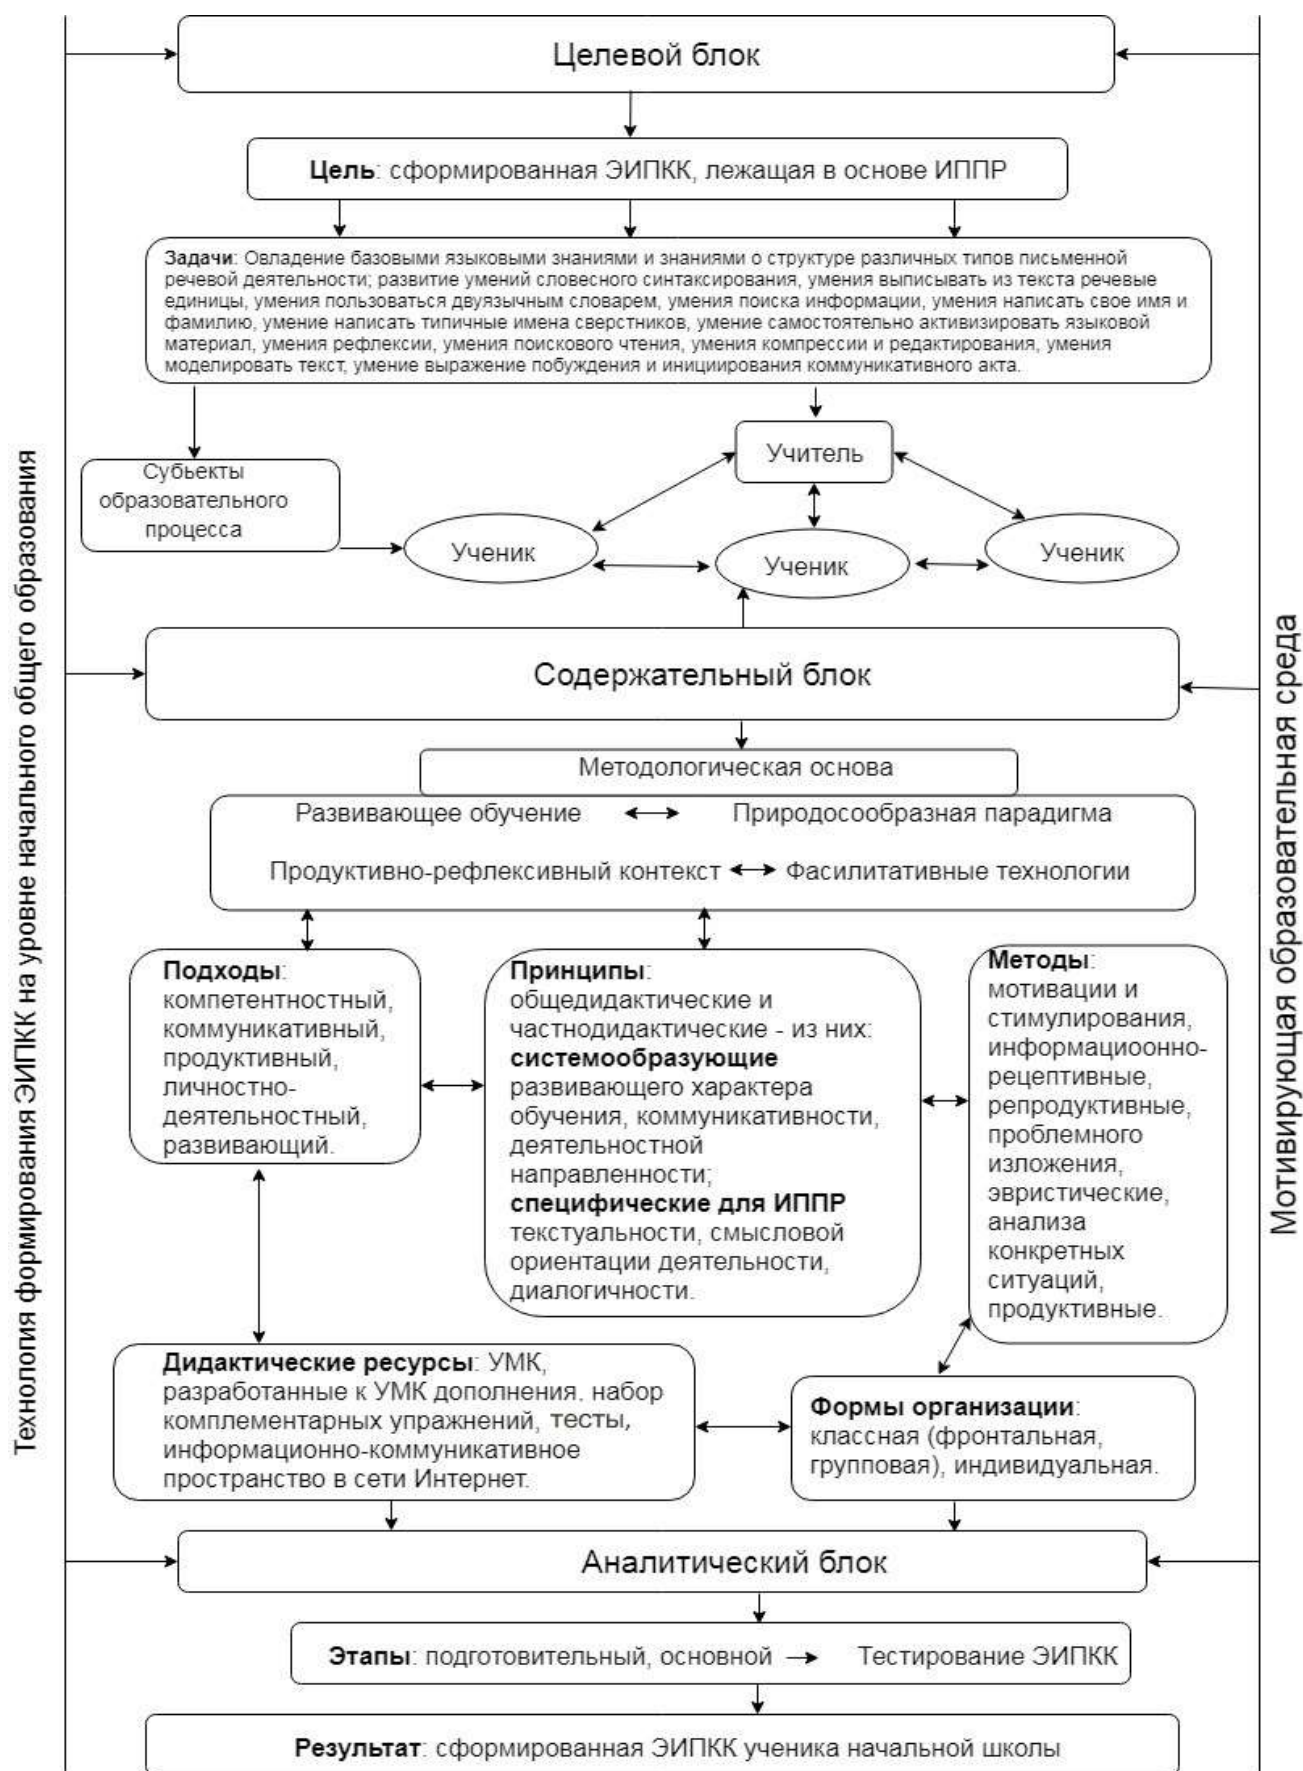 Целевой блок
Цель: сформированная ЭИПКК, лежащая в основе ИППР
Задачи: Овладение базовыми языковыми знаниями и знаниями о структуре различных типов письменной
речевой деятельности; развитие умений словесного синтаксирования, умения выписывать из текста речевые
единицы, умения пользоваться двуязычным словарем, умения поиска информации, умения написать свое имя и
фамилию, умение написать типичные имена сверстников, умение самостоятельно активизировать языковой
материал, умения рефлексии, умения поискового чтения, умения компрессии и редактирования, умения
моделировать текст, умение выражение побуждения и инициирования коммуникативного акта.
Субьекты
образовательного
процесса
Учитель
Ученик
Ученик
Ученик
Содержательный блок
Методологическая основа
Развивающее обучение
Природосообразная парадигма
Продуктивно-рефлексивный контекст
Фасилитативные технологии
Подходы:
компетентностный,
коммуникативный,
продуктивный,
личностно-
деятельностный,
развивающий.
Принципы:
общедидактические и
частнодидактические - из них:
системообразующие
развивающего характера
обучения, коммуникативности,
деятельностной
направленности;
специфические для ИППР
текстуальности, смысловой
ориентации деятельности,
диалогичности.
Методы:
мотивации и
стимулирования,
информациоонно-
рецептивные,
репродуктивные,
проблемного
изложения,
эвристические,
анализа
конкретных
ситуаций,
продуктивные.
Дидактические ресурсы: УМК,
разработанные к УМК дополнения. набор
комплементарных упражнений, тесты,
информационно-коммуникативное
пространство в сети Интернет.
Формы организации:
классная (фронтальная,
групповая), индивидуальная.
Аналитический блок
Этапы: подготовительный, основной
Тестирование ЭИПКК
Результат: сформированная ЭИПКК ученика начальной школы
Технология формирования ЭИПКК на уровне начального общего образования
Мотивирующая образовательная среда